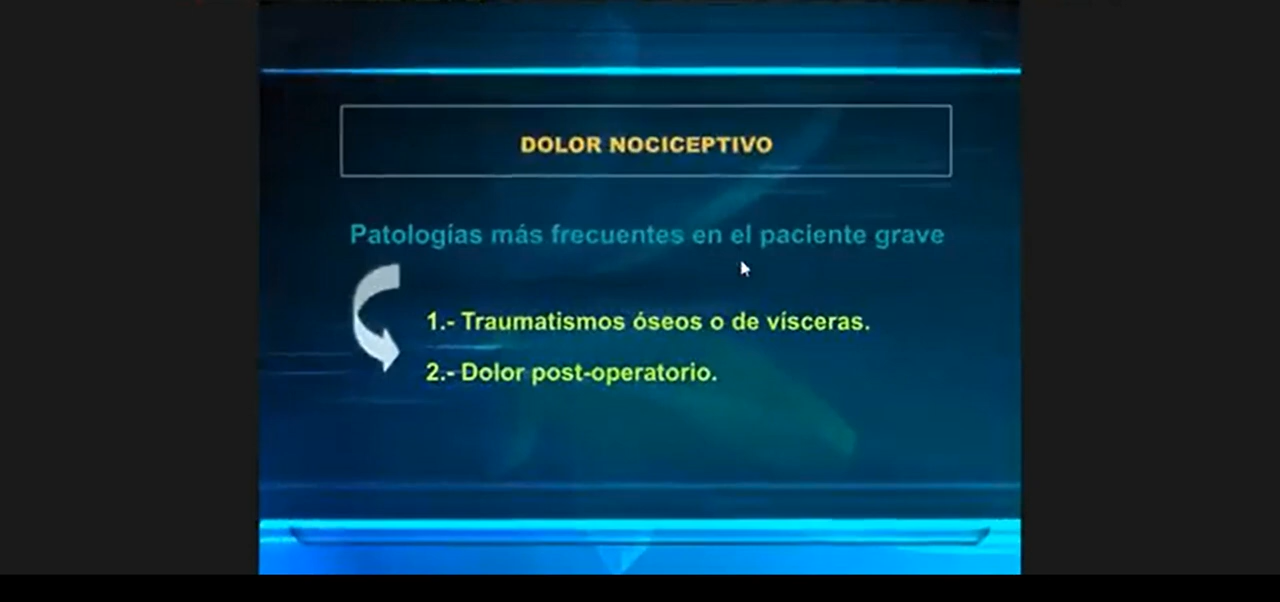 DOLOR NOCICEPTIVO
Patologías más frecuentes en el paciente grave
1.- Traumatismos óseos o de vísceras.
2.- Dolor post-operatorio.